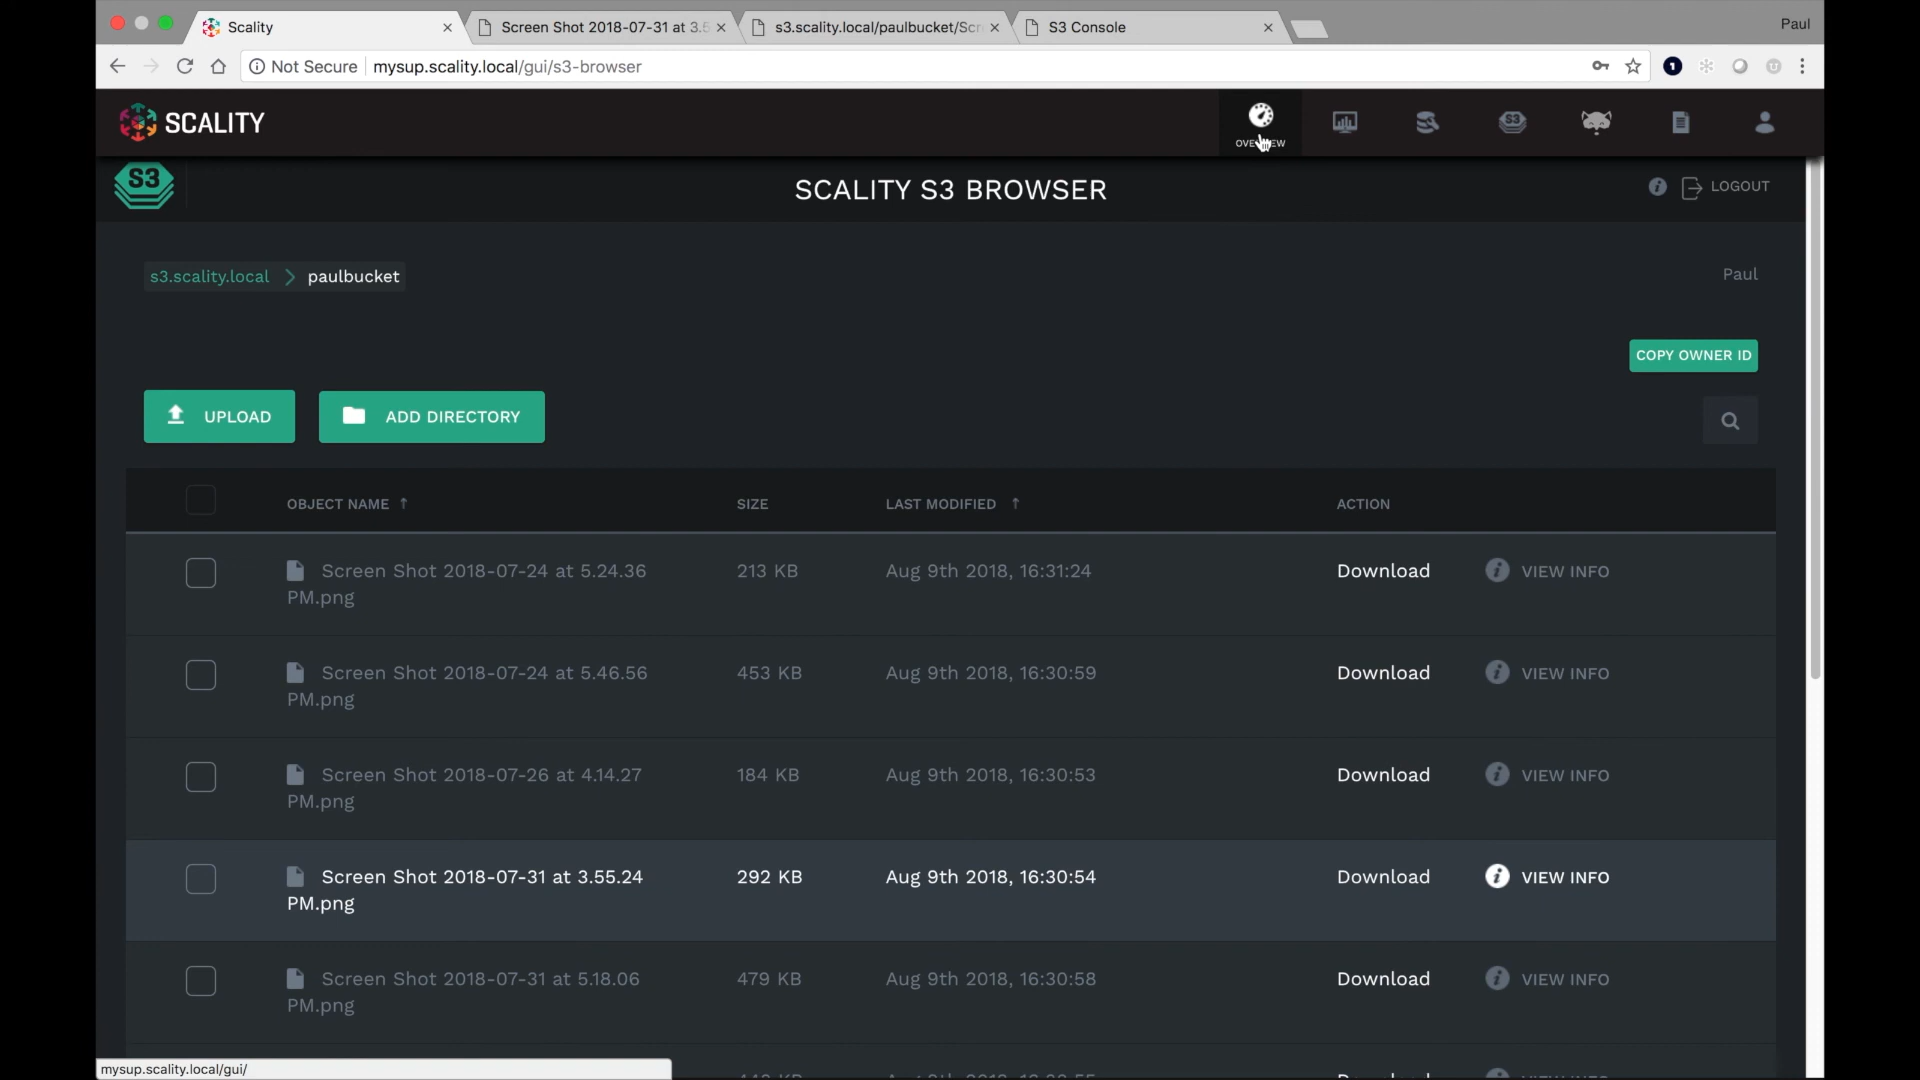 Scality
Screen Shot 2018-07-31 at 3.5
s3.scality.local/paulbucket/Scr
S3 Console
Paul
Not Secure
mysup.scality.local/gui/s3-browser
SCALITY
S3
S3
SCALITY S3 BROWSER
LOGOUT
s3.scality.local
paulbucket
Paul
COPY OWNER ID
UPLOAD
ADD DIRECTORY
OBJECT NAME ↑
SIZE
LAST MODIFIED ↑
ACTION
Screen Shot 2018-07-24 at 5.24.36
PM.png
213 KB
Aug 9th 2018, 16:31:24
Download
VIEW INFO
Screen Shot 2018-07-24 at 5.46.56
PM.png
453 KB
Aug 9th 2018, 16:30:59
Download
VIEW INFO
Screen Shot 2018-07-26 at 4.14.27
PM.png
184 KB
Aug 9th 2018, 16:30:53
Download
VIEW INFO
Screen Shot 2018-07-31 at 3.55.24
PM.png
292 KB
Aug 9th 2018, 16:30:54
Download
VIEW INFO
Screen Shot 2018-07-31 at 5.18.06
PM.png
479 KB
Aug 9th 2018, 16:30:58
Download
VIEW INFO
mysup.scality.local/gui/